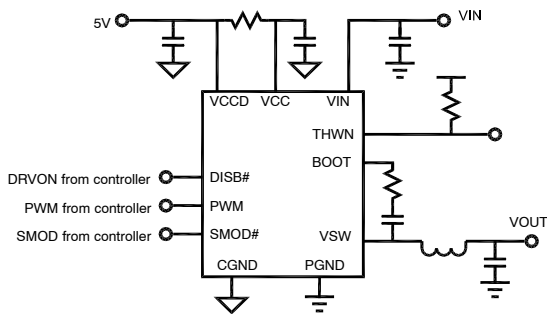 5V
VIN
VCCD VCC VIN
THWN
BOOT
DRVON from controller DISB#
PWM from controller PWM
SMOD from controller SMOD#
VSW
VOUT
CGND PGND